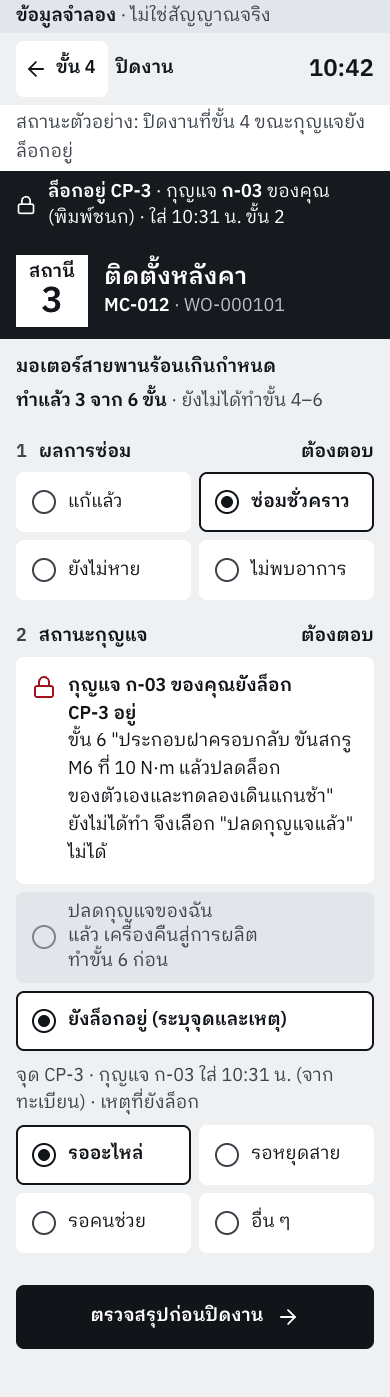 ข้อมูลจำลอง · ไม่ใช่สัญญาณจริง
ขั้น 4 ปิดงาน 10:42
สถานะตัวอย่าง: ปิดงานที่ขั้น 4 ขณะกุญแจยัง
ล็อกอยู่
ล็อกอยู่ CP-3 · กุญแจ ก-03 ของคุณ
(พิมพ์ชนก) · ใส่ 10:31 น. ขั้น 2
สถานี
3
ติดตั้งหลังคา
MC-012 · WO-000101
มอเตอร์สายพานร้อนเกินกำหนด
ทำแล้ว 3 จาก 6 ขั้น · ยังไม่ได้ทำขั้น 4–6
1 ผลการซ่อม ต้องตอบ
แก้แล้ว ซ่อมชั่วคราว
ยังไม่หาย ไม่พบอาการ
2 สถานะกุญแจ ต้องตอบ
กุญแจ ก-03 ของคุณยังล็อก
CP-3 อยู่
ขั้น 6 "ประกอบฝาครอบกลับ ขันสกรู
M6 ที่ 10 N·m แล้วปลดล็อก
ของตัวเองและทดลองเดินแกนช้า"
ยังไม่ได้ทำ จึงเลือก "ปลดกุญแจแล้ว"
ไม่ได้
ปลดกุญแจของฉัน
แล้ว เครื่องคืนสู่การผลิต
ทำขั้น 6 ก่อน
ยังล็อกอยู่ (ระบุจุดและเหตุ)
จุด CP-3 · กุญแจ ก-03 ใส่ 10:31 น. (จาก
ทะเบียน) · เหตุที่ยังล็อก
รออะไหล่ รอหยุดสาย
รอคนช่วย อื่น ๆ
ตรวจสรุปก่อนปิดงาน